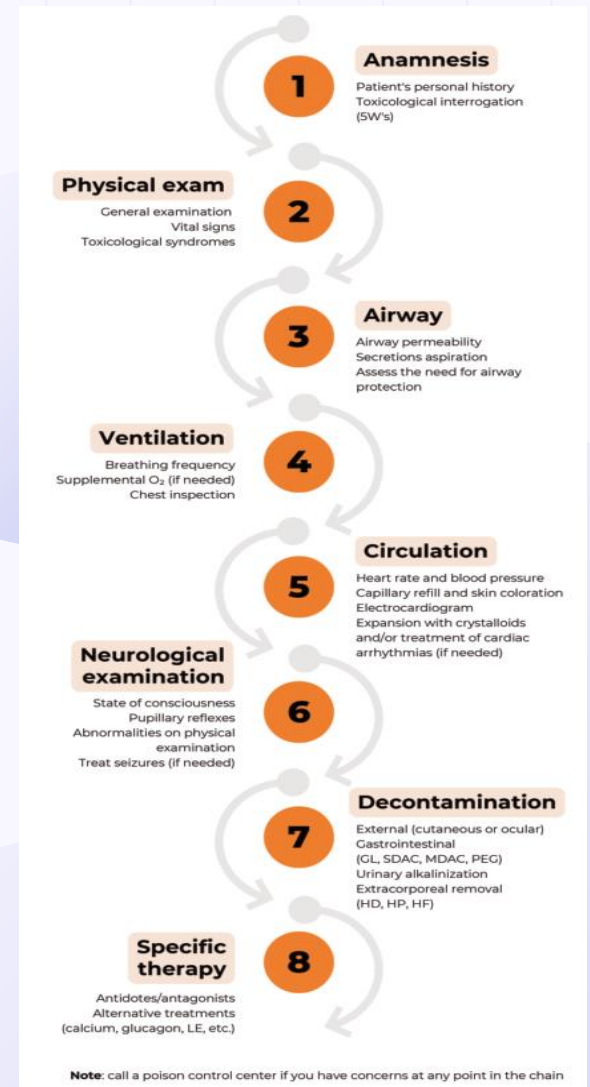 1
Anamnesis
Patient's personal history
Toxicological interrogation
(5W's)
Physical exam
General examination
Vital signs
Toxicological syndromes
2
3
Airway
Airway permeability
Secretions aspiration
Assess the need for airway
protection
Ventilation
Breathing frequency
Supplemental O₂ (if needed)
Chest inspection
4
5
Circulation
Heart rate and blood pressure
Capillary refill and skin coloration
Electrocardiogram
Expansion with crystalloids
and/or treatment of cardiac
arrhythmias (if needed)
Neurological
examination
State of consciousness
Pupillary reflexes
Abnormalities on physical
examination
Treat seizures (if needed)
6
7
Decontamination
External (cutaneous or ocular)
Gastrointestinal
(GL, SDAC, MDAC, PEG)
Urinary alkalinization
Extracorporeal removal
(HD, HP, HF)
Specific
therapy
Antidotes/antagonists
Alternative treatments
(calcium, glucagon, LE, etc.)
8
Note: call a poison control center if you have concerns at any point in the chain